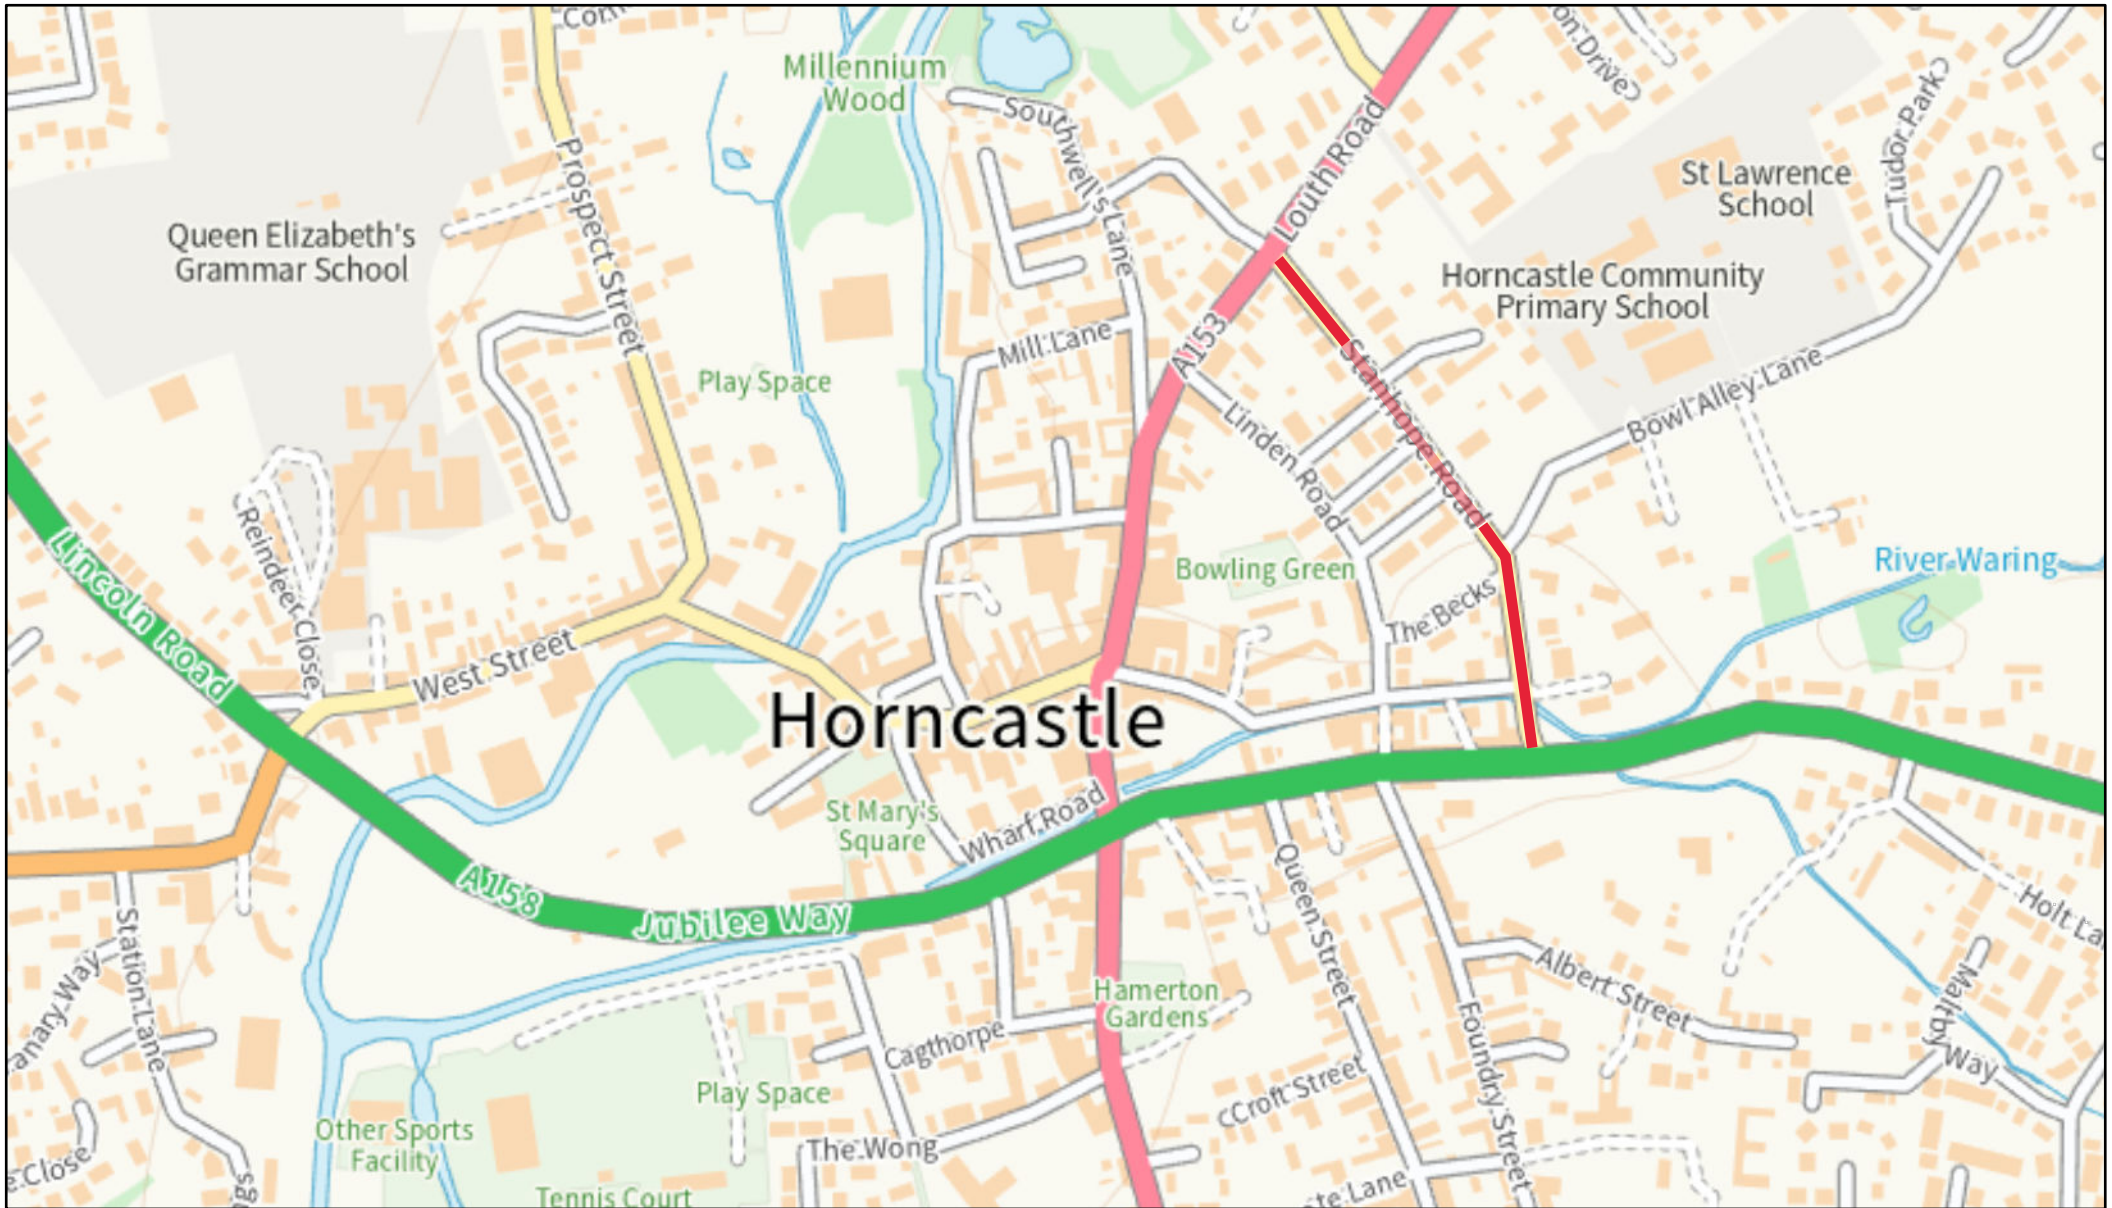 Millennium
Wood
Southwell's Lane
Louth Road
Tudor Park
St Lawrence
School
Prospect Street
Queen Elizabeth's
Grammar School
Horncastle Community
Primary School
A153
Mill Lane
Stanhope Road
Play Space
Linden Road
Bowl Alley Lane
Reindeer Close
Lincoln Road
Bowling Green
River Waring
The Becks
West Street
Horncastle
St Mary's
Square
Wharf Road
A158
Jubilee Way
Queen Street
Station Lane
Holt
Albert Street
Hamerton
Gardens
Cagthorpe
Foundry Street
Maltby Way
Play Space
Croft Street
Other Sports
Facility
The Wong
Close
Lane
Tennis Court